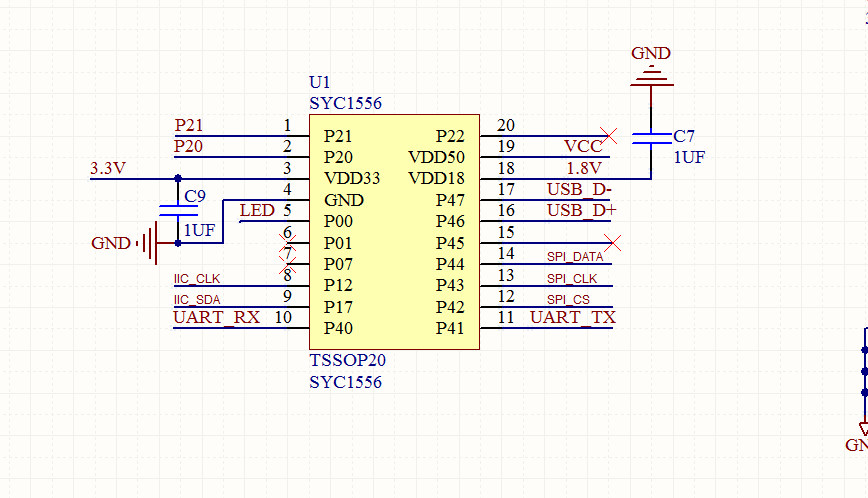 GND
U1
SYC1556
C7
1UF
P21 1 P21 P22 20
P20 2 P20 VDD50 19 VCC
3.3V 3 VDD33 VDD18 18 1.8V
4 GND P47 17 USB_D-
C9
1UF
LED 5 P00 P46 16 USB_D+
GND
6 P01 P45 15
7 P07 P44 14 SPI_DATA
IIC_CLK 8 P12 P43 13 SPI_CLK
IIC_SDA 9 P17 P42 12 SPI_CS
UART_RX 10 P40 P41 11 UART_TX
TSSOP20
SYC1556